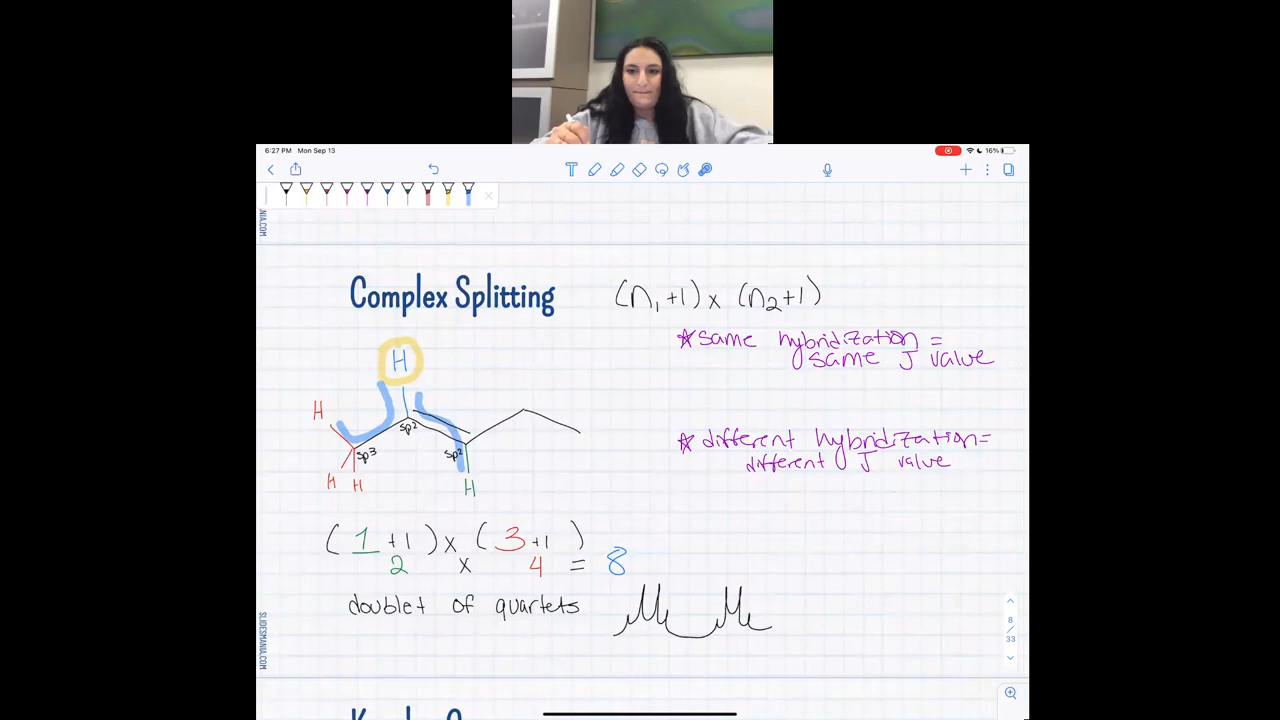 6:27 PM Mon Sep 13
16%
T
NIA.COM
Complex Splitting
(n₁+1) x (n₂+1)
*same hybridization =
same J value
H
H
sp2
sp3
sp2
H H
H
*different hybridization=
different J value
(1+1) x (3+1)
2 x 4 = 8
doublet of quartets
SLIDESMANIA.COM
8
/
33